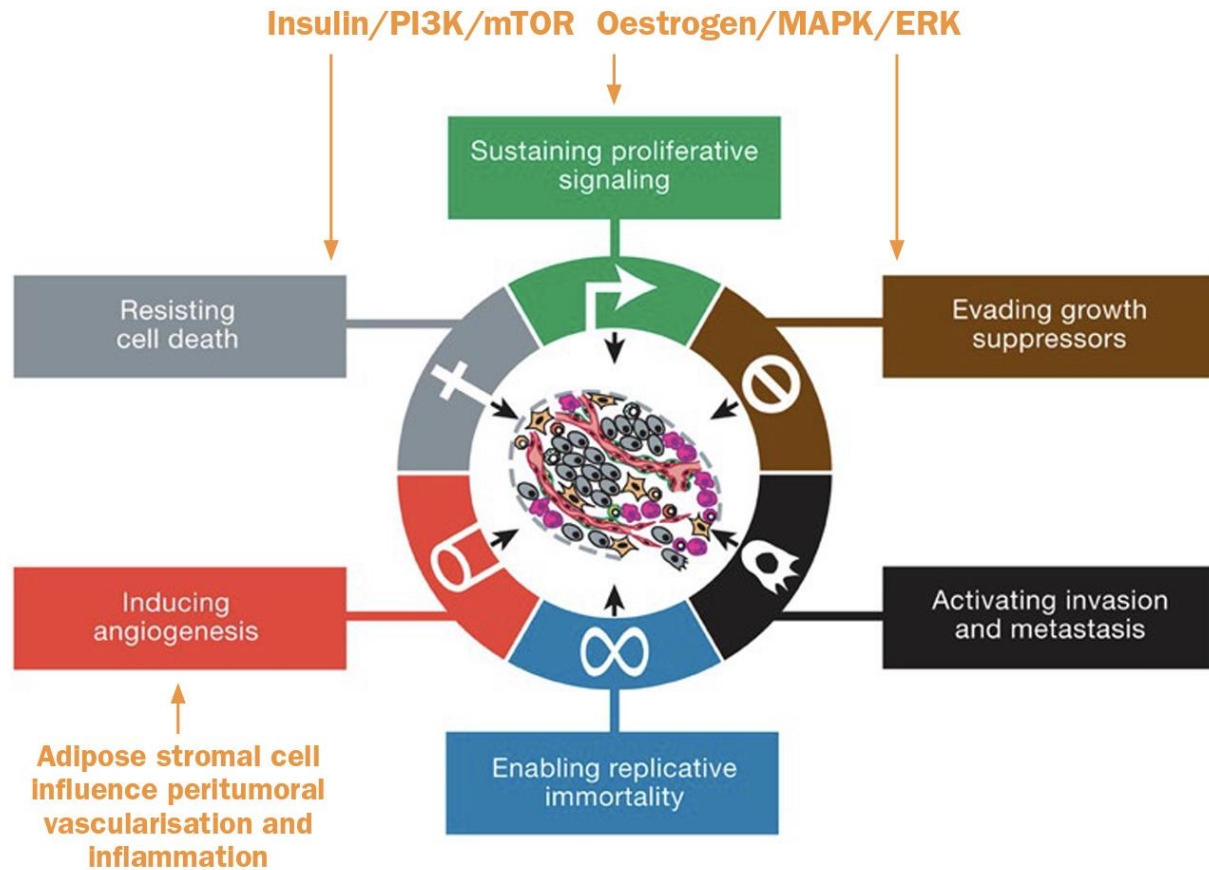 Insulin/PI3K/mTOR Oestrogen/MAPK/ERK
Sustaining proliferative
signaling
Resisting
cell death
Evading growth
suppressors
Inducing
angiogenesis
Activating invasion
and metastasis
Enabling replicative
immortality
Adipose stromal cell
Influence peritumoral
vascularisation and
inflammation